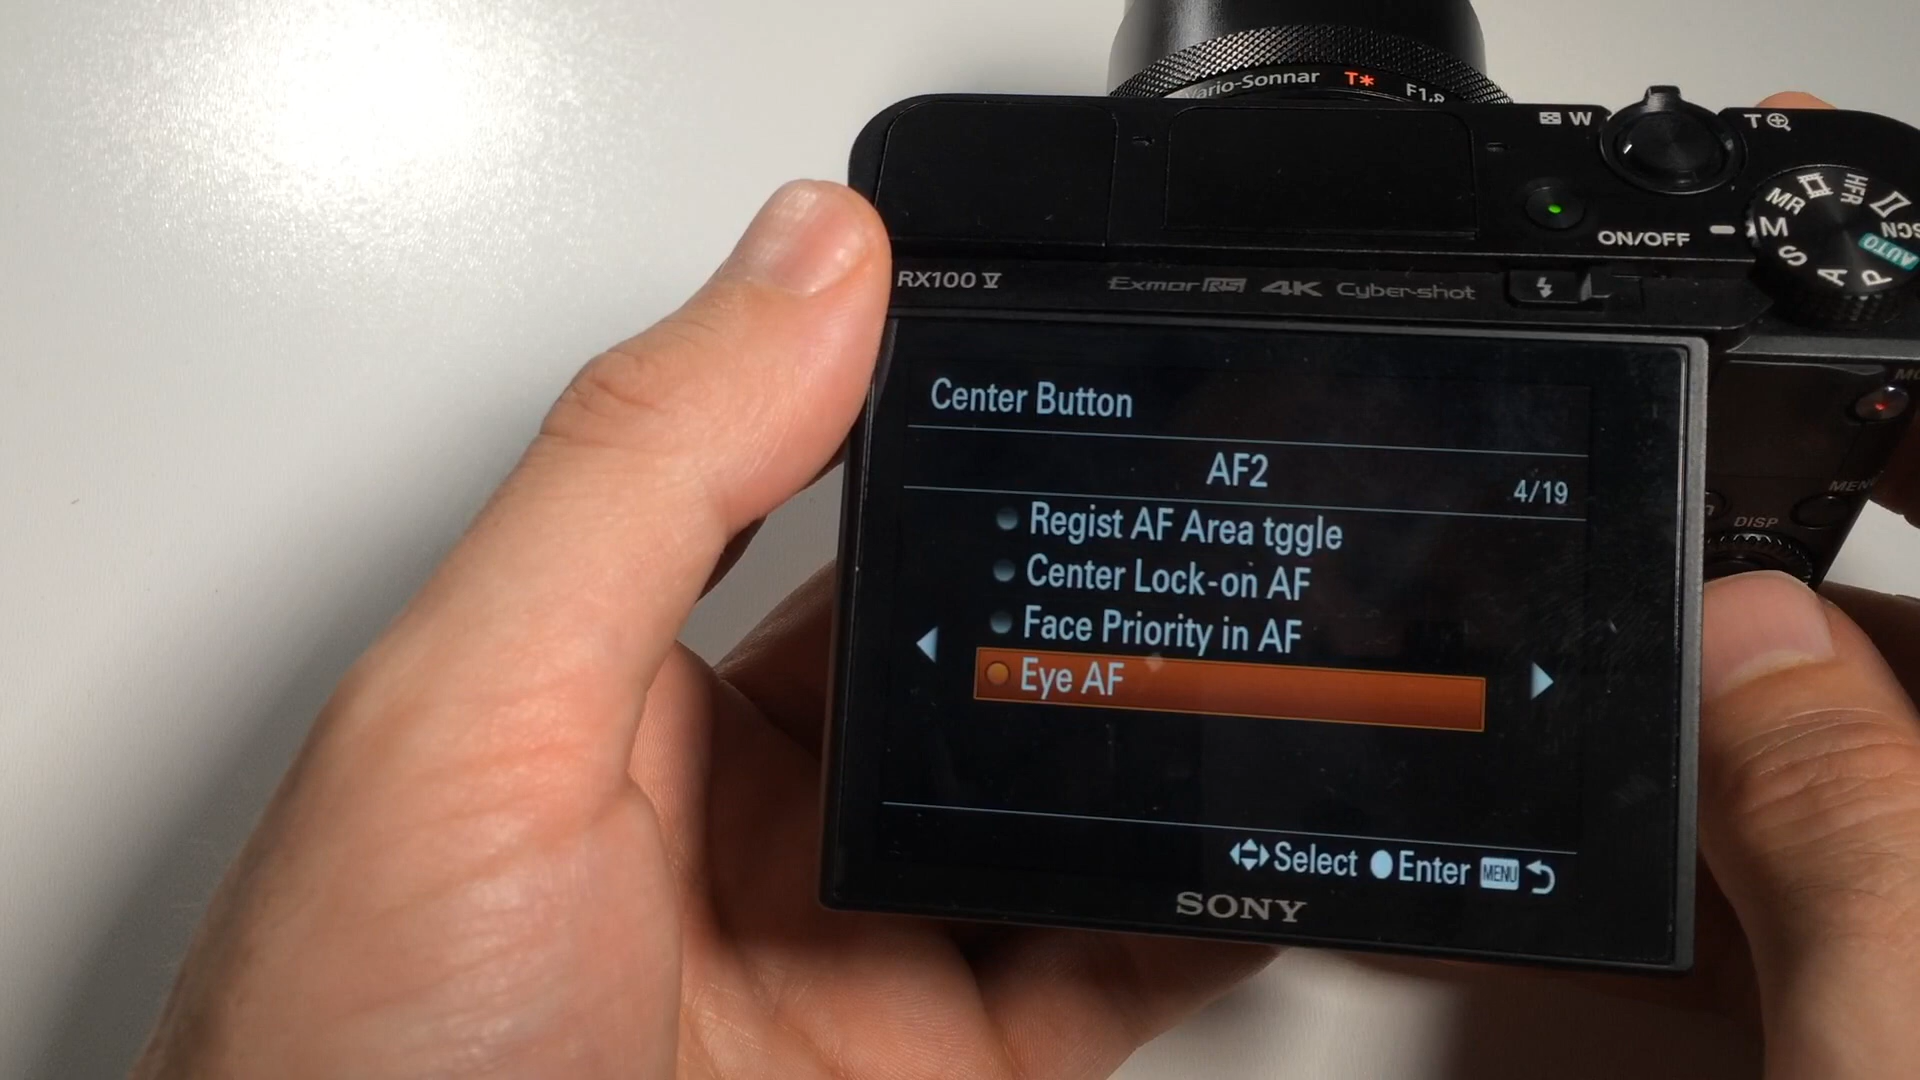 Vario-Sonnar T* F1.8
W T
ON/OFF
MR HFR SCN
M AUTO
S A P
RX100 V Exmor RS 4K Cyber-shot
Center Button
AF2
4/19
Regist AF Area tggle
Center Lock-on AF
Face Priority in AF
Eye AF
Select Enter MENU
SONY
MENU
DISP